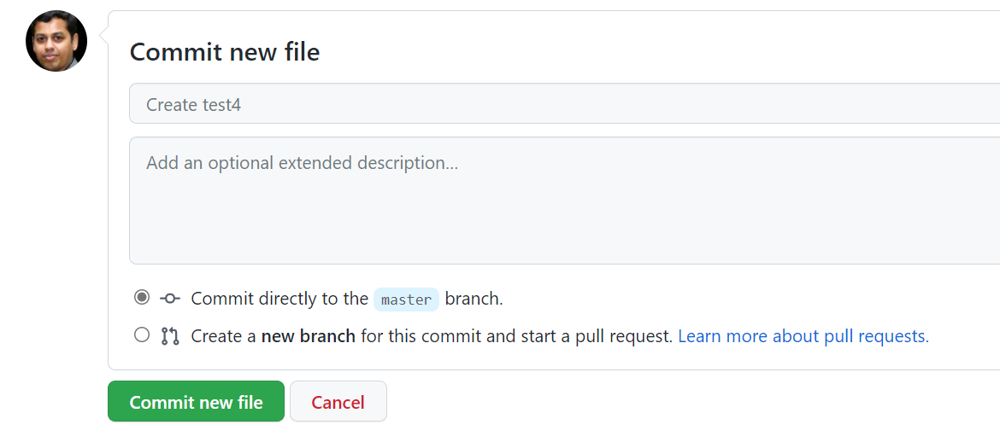 Commit new file
Create test4
Add an optional extended description…
Commit directly to the master branch.
Create a new branch for this commit and start a pull request. Learn more about pull requests.
Commit new file Cancel